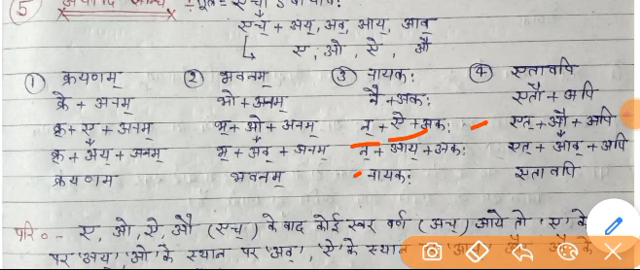 ⑤ अयादि सन्धि :- सूत्र = एचो
एच् + अय्, अव्, आय्, आव्
ए, ओ, ऐ, औ
① क्रयणम् ② भवनम् ③ नायकः ④ एतावपि
क्रे + अनम् भो + अनम् नै + अकः एतौ + अपि
क्र + ए + अनम् भ् + ओ + अनम् न् + ऐ + अकः एत् + औ + अपि
क्र + अय् + अनम् भ् + अव् + अनम् न् + आय् + अकः एत् + आव् + अपि
क्रयणाम भवनम् नायकः एतावपि
परि०- ए, ओ, ऐ, औ (एच्) के बाद कोई स्वर वर्ण (अच्) आये तो 'ए' के
पर 'अय्', 'ओ' के स्थान पर 'अव्', 'ऐ' के स्थान